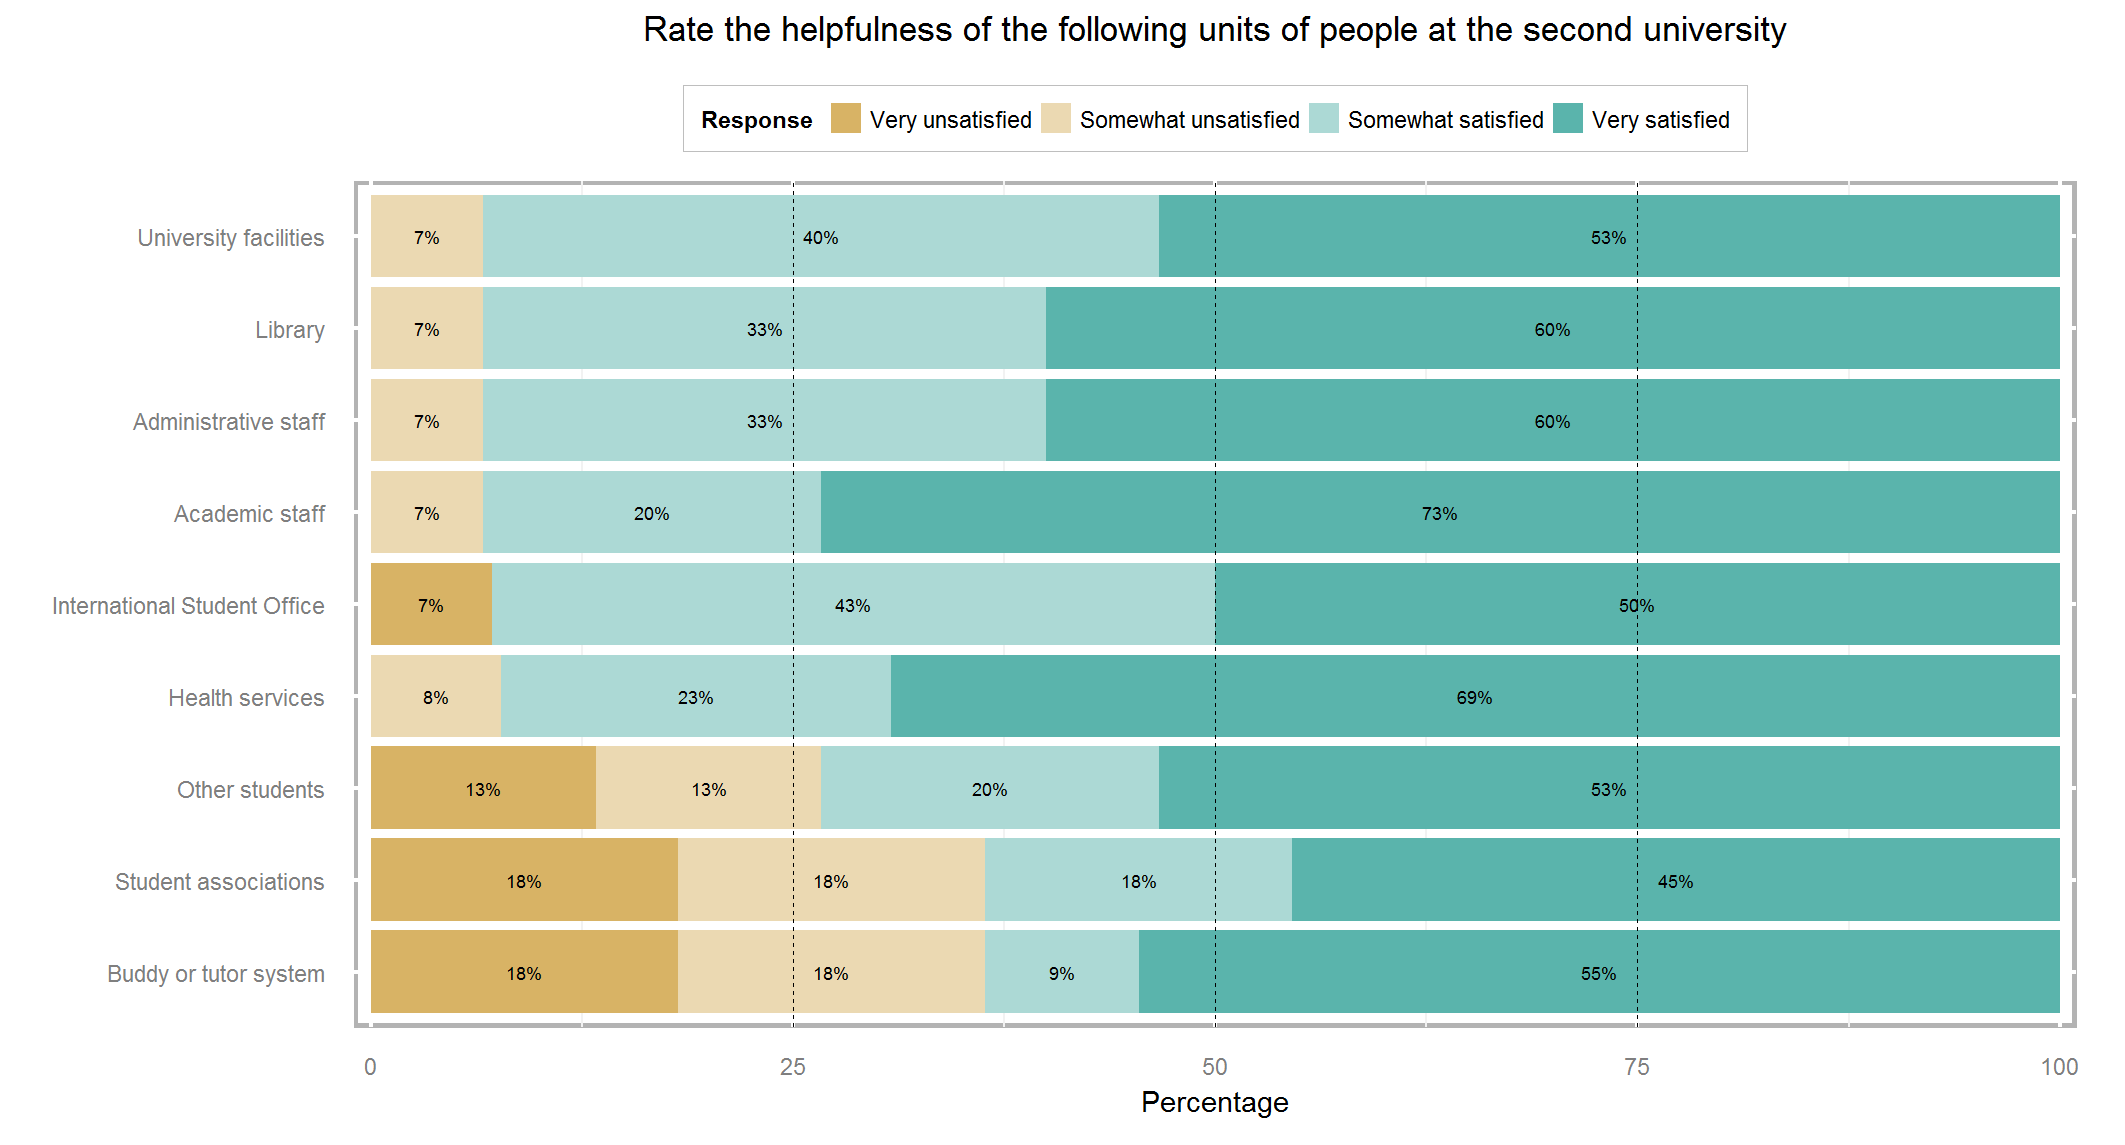 Rate the helpfulness of the following units of people at the second university
Response Very unsatisfied Somewhat unsatisfied Somewhat satisfied Very satisfied
University facilities 7% 40% 53%
Library 7% 33% 60%
Administrative staff 7% 33% 60%
Academic staff 7% 20% 73%
International Student Office 7% 43% 50%
Health services 8% 23% 69%
Other students 13% 13% 20% 53%
Student associations 18% 18% 18% 45%
Buddy or tutor system 18% 18% 9% 55%
0 25 50 75 100
Percentage